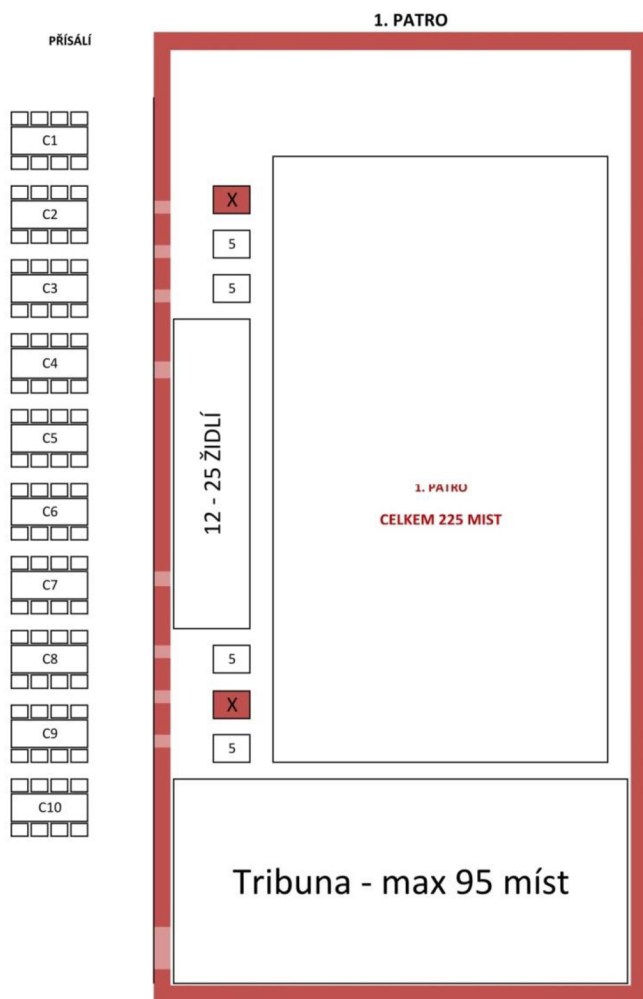 1. PATRO
PŘÍSÁLÍ
C1
C2
C3
C4
C5
C6
C7
C8
C9
C10
X
5
5
12 - 25 ŽIDLÍ
5
X
5
1. PATRO
CELKEM 225 MIST
Tribuna - max 95 míst